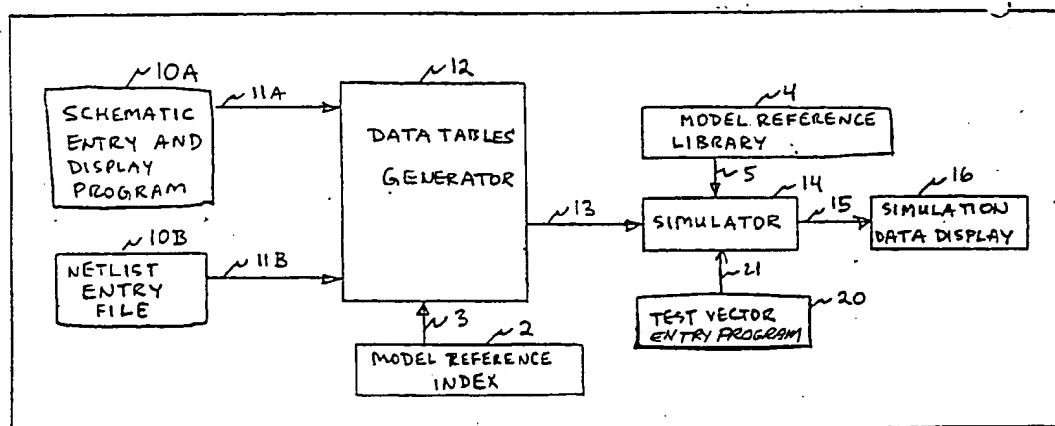 10A
SCHEMATIC
ENTRY AND
DISPLAY
PROGRAM
11A
10B
NETLIST
ENTRY
FILE
11B
12
DATA TABLES
GENERATOR
3
2
MODEL REFERENCE
INDEX
13
4
MODEL REFERENCE
LIBRARY
5
14
SIMULATOR
15
16
SIMULATION
DATA DISPLAY
21
20
TEST VECTOR
ENTRY PROGRAM